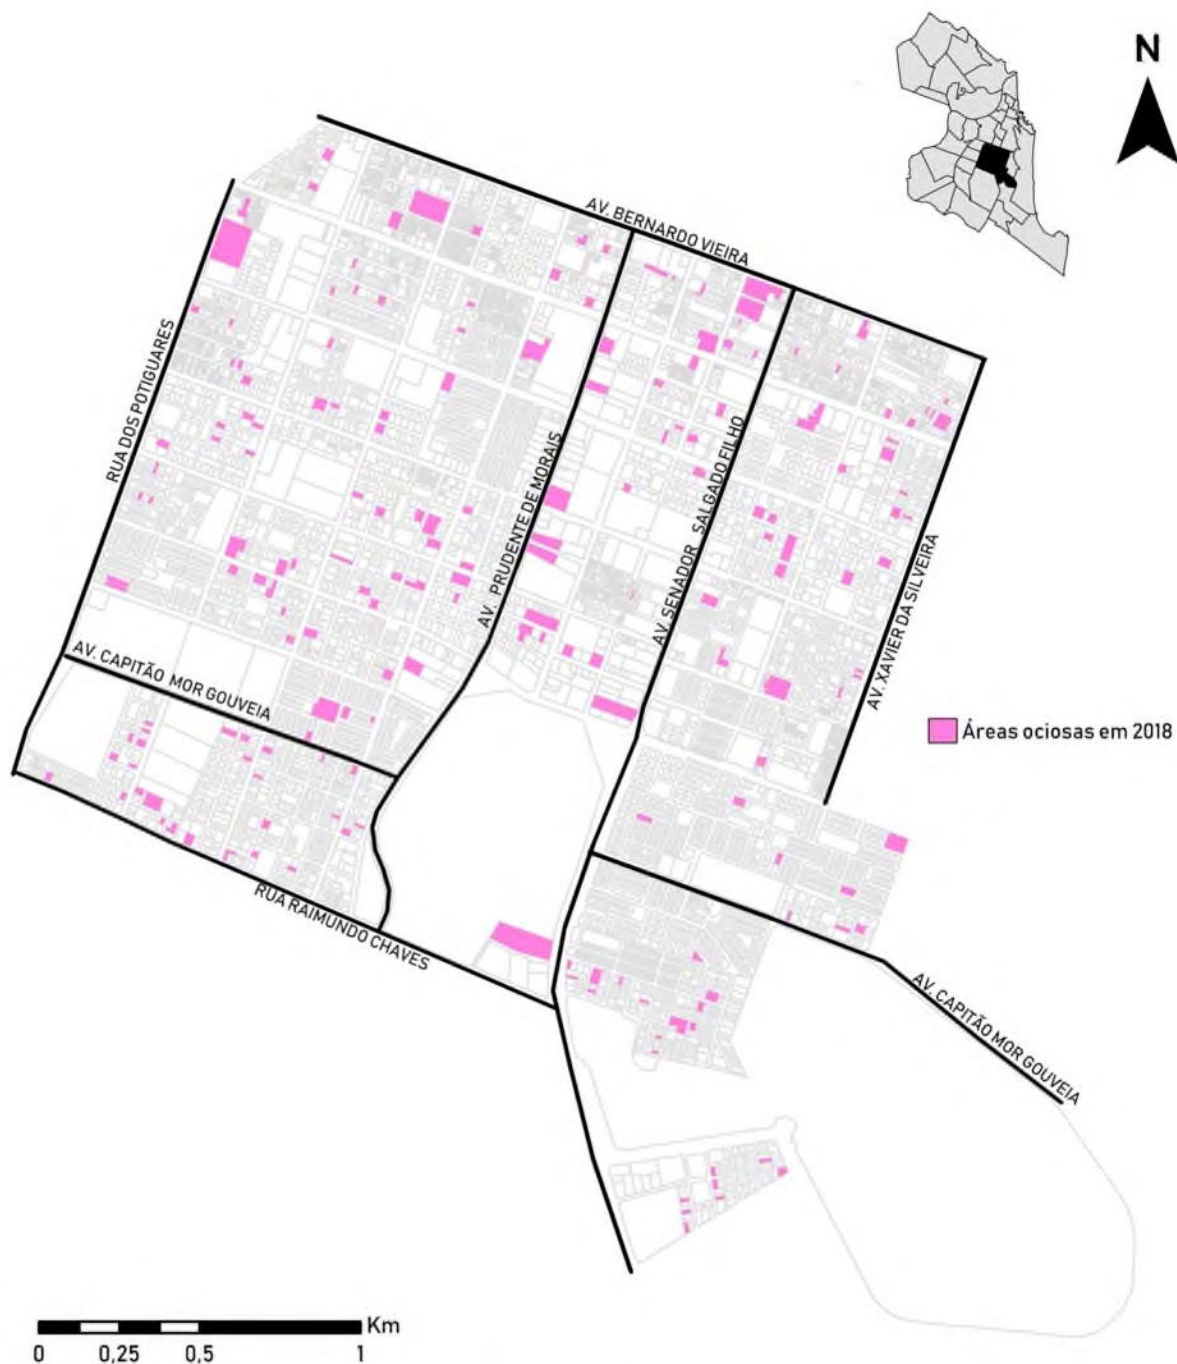 N
AV. BERNARDO VIEIRA
RUA DOS POTIGUARES
AV. PRUDENTE DE MORAIS
AV. SENADOR SALGADO FILHO
AV. XAVIER DA SILVEIRA
AV. CAPITÃO MOR GOUVEIA
Áreas ociosas em 2018
RUA RAIMUNDO CHAVES
AV. CAPITÃO MOR GOUVEIA
Km
0 0,25 0,5 1